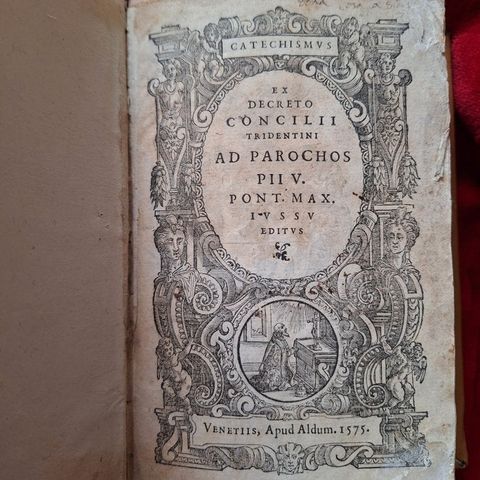 CATECHISMVS
EX
DECRETO
CONCILII
TRIDENTINI
AD PAROCHOS
PII V.
PONT. MAX.
IVSSV
EDITVS
VENETIIS, Apud Aldum. 1575.